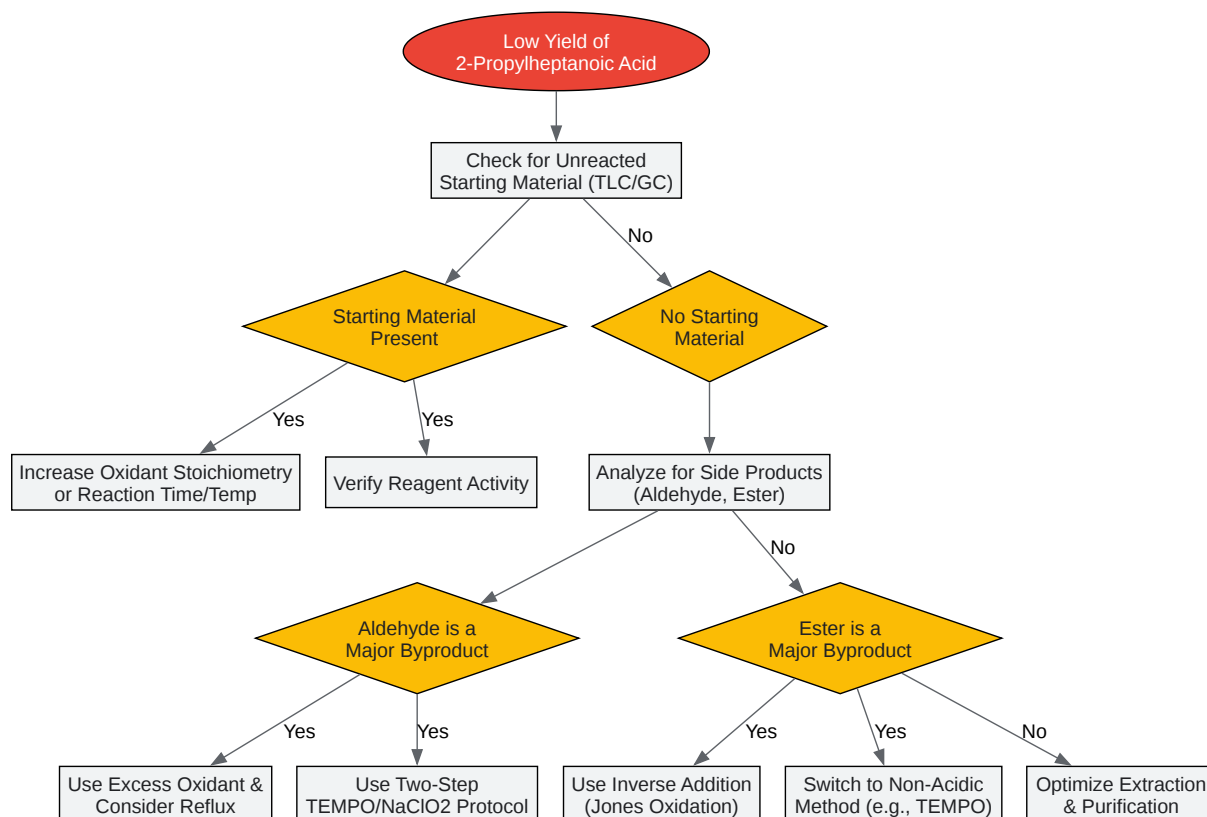 Low Yield of
2-Propylheptanoic Acid
Check for Unreacted
Starting Material (TLC/GC)
No
Starting Material
Present
No Starting
Material
Yes
Yes
Increase Oxidant Stoichiometry
or Reaction Time/Temp
Verify Reagent Activity
Analyze for Side Products
(Aldehyde, Ester)
No
Aldehyde is a
Major Byproduct
Ester is a
Major Byproduct
Yes
Yes
Yes
Yes
No
Use Excess Oxidant &
Consider Reflux
Use Two-Step
TEMPO/NaClO2 Protocol
Use Inverse Addition
(Jones Oxidation)
Switch to Non-Acidic
Method (e.g., TEMPO)
Optimize Extraction
& Purification